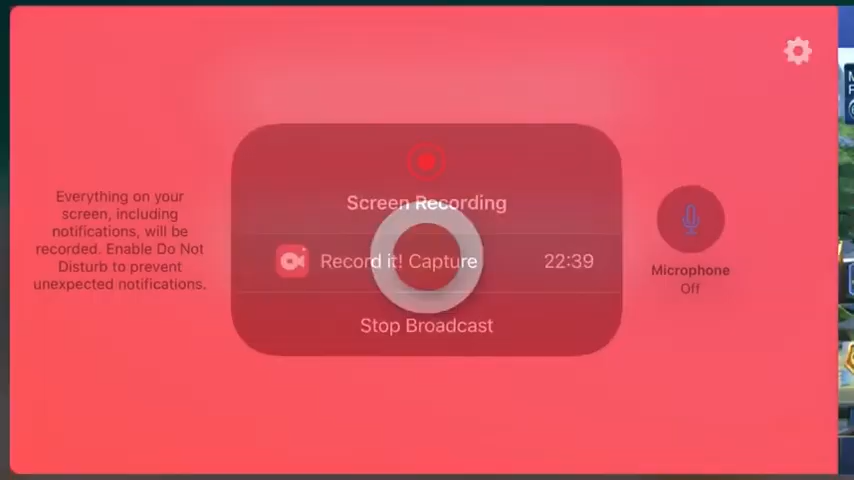 Everything on your
screen, including
notifications, will be
recorded. Enable Do Not
Disturb to prevent
unexpected notifications.
Screen Recording
Record it! Capture 22:39
Stop Broadcast
Microphone
Off